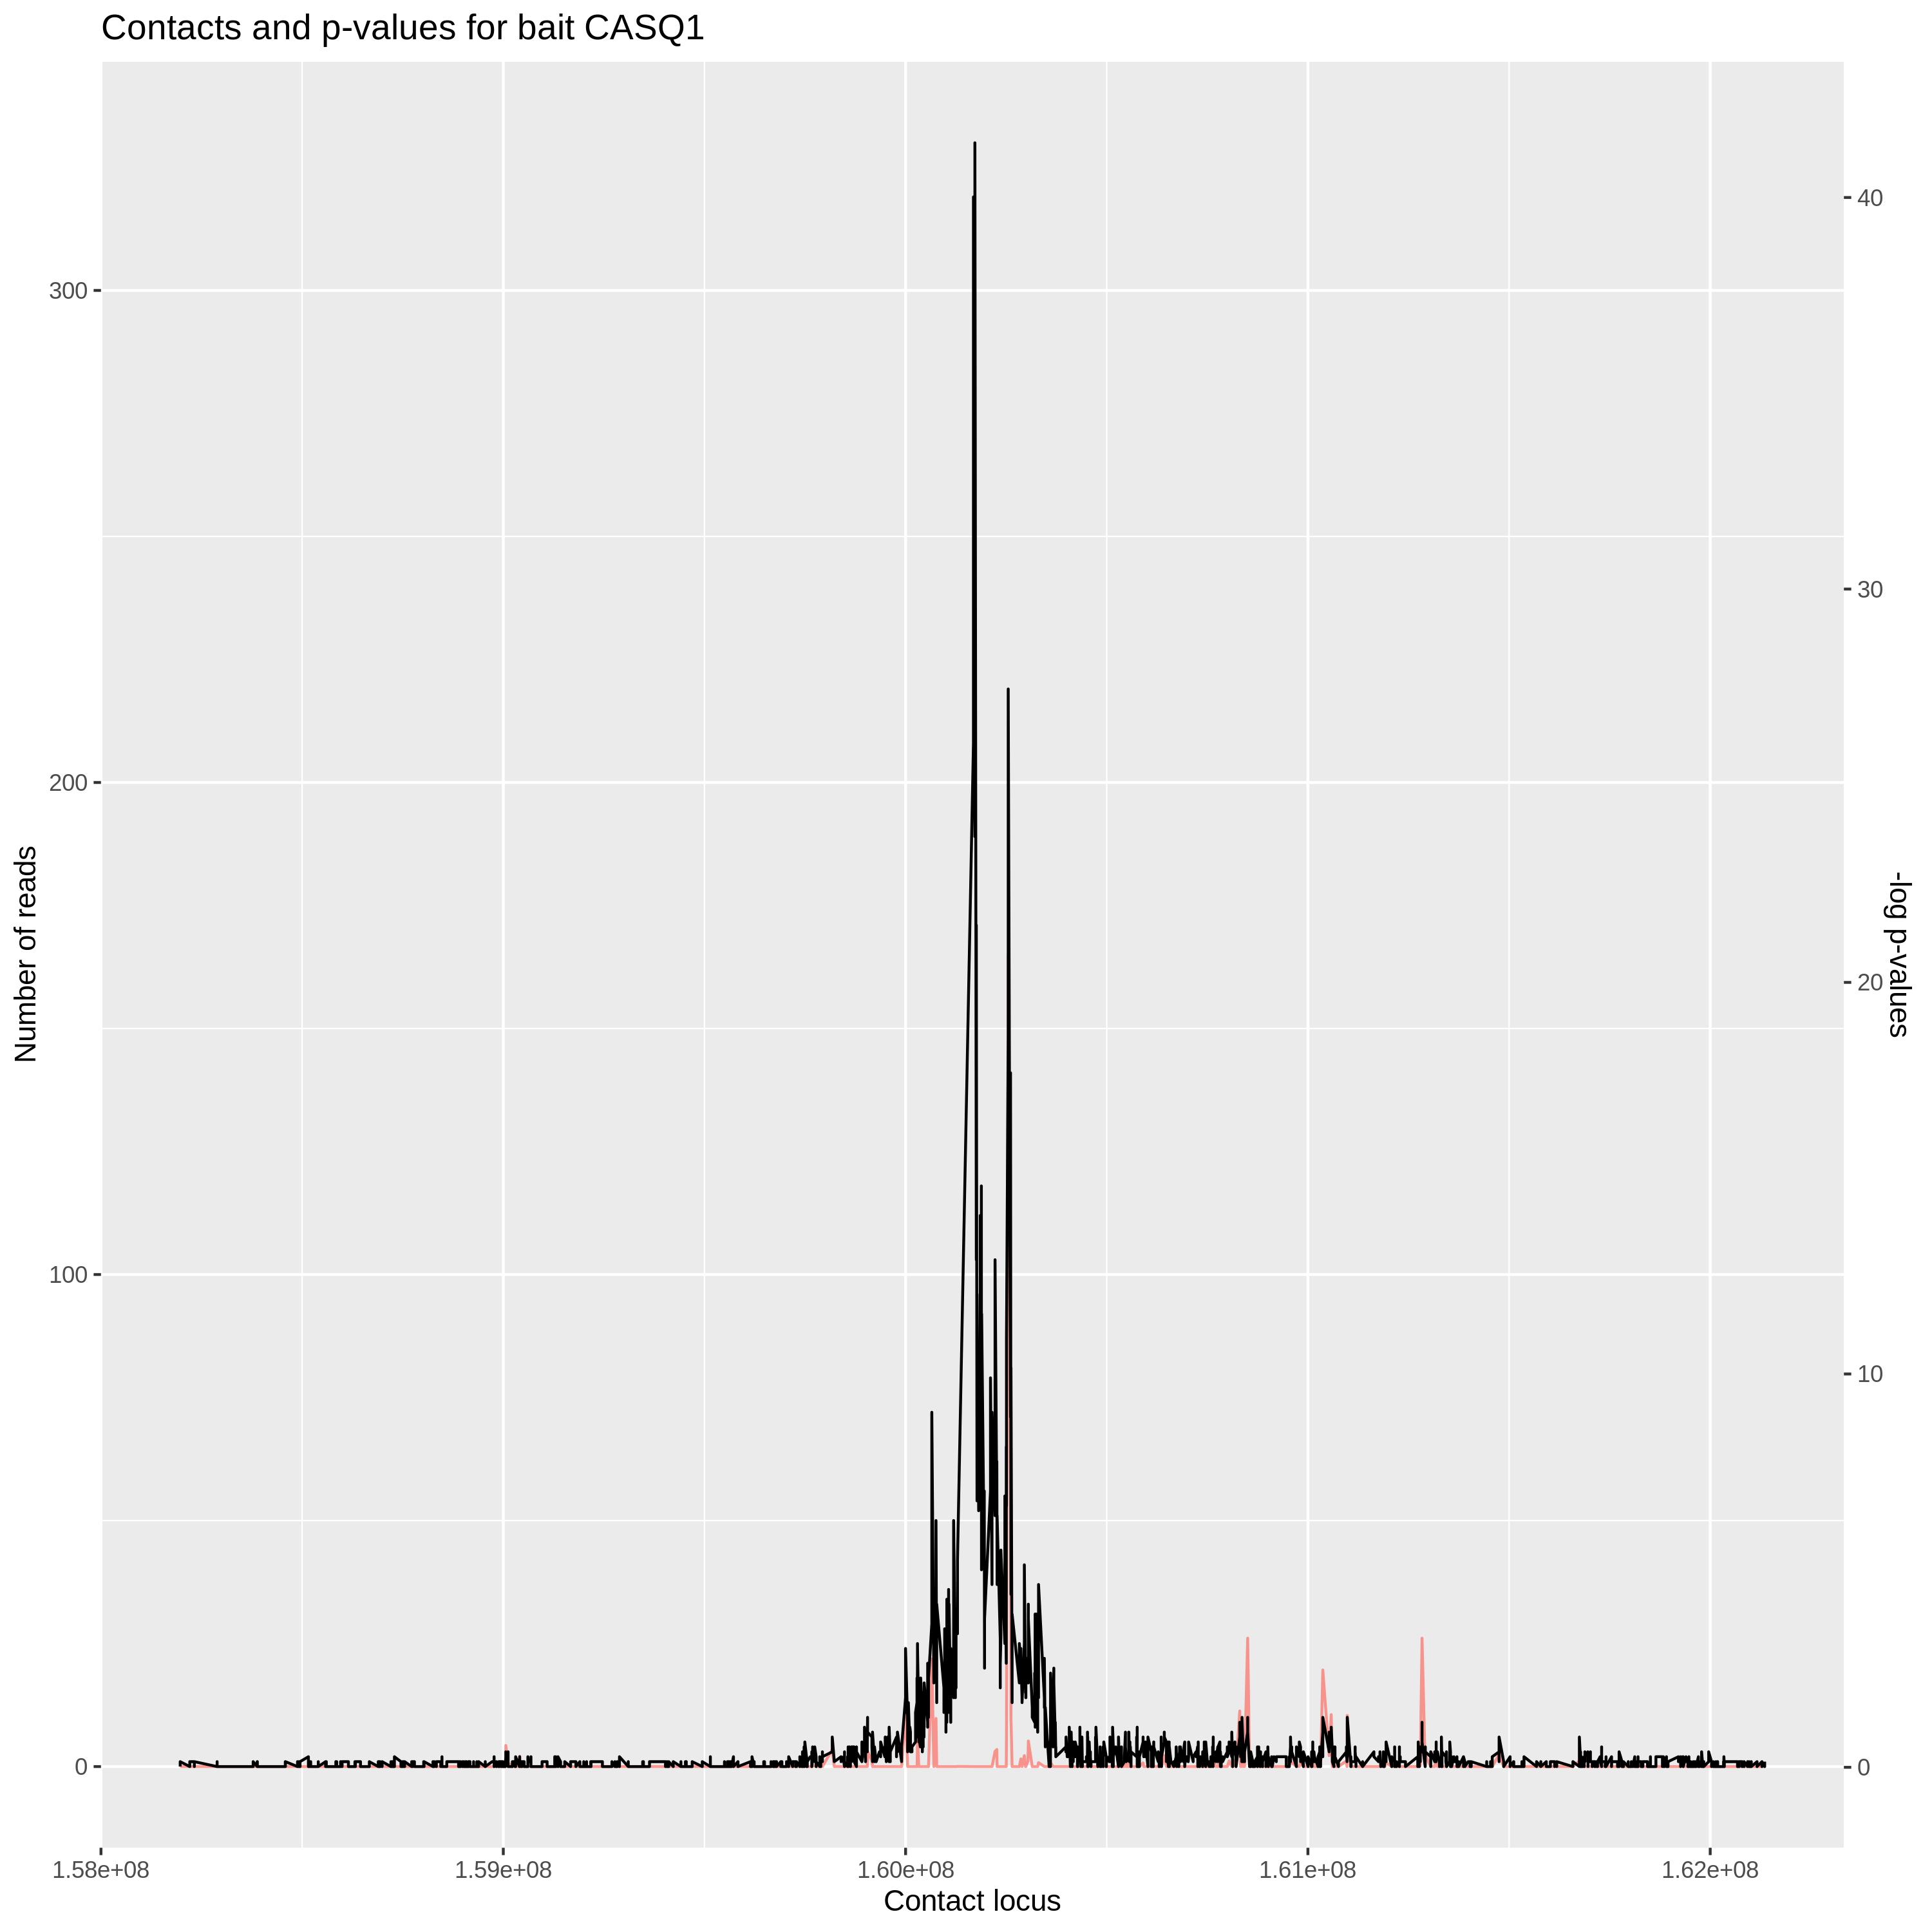 Contacts and p-values for bait CASQ1
300
200
100
0
Number of reads
40
30
20
10
0
-log p-values
1.58e+08
1.59e+08
1.60e+08
1.61e+08
1.62e+08
Contact locus